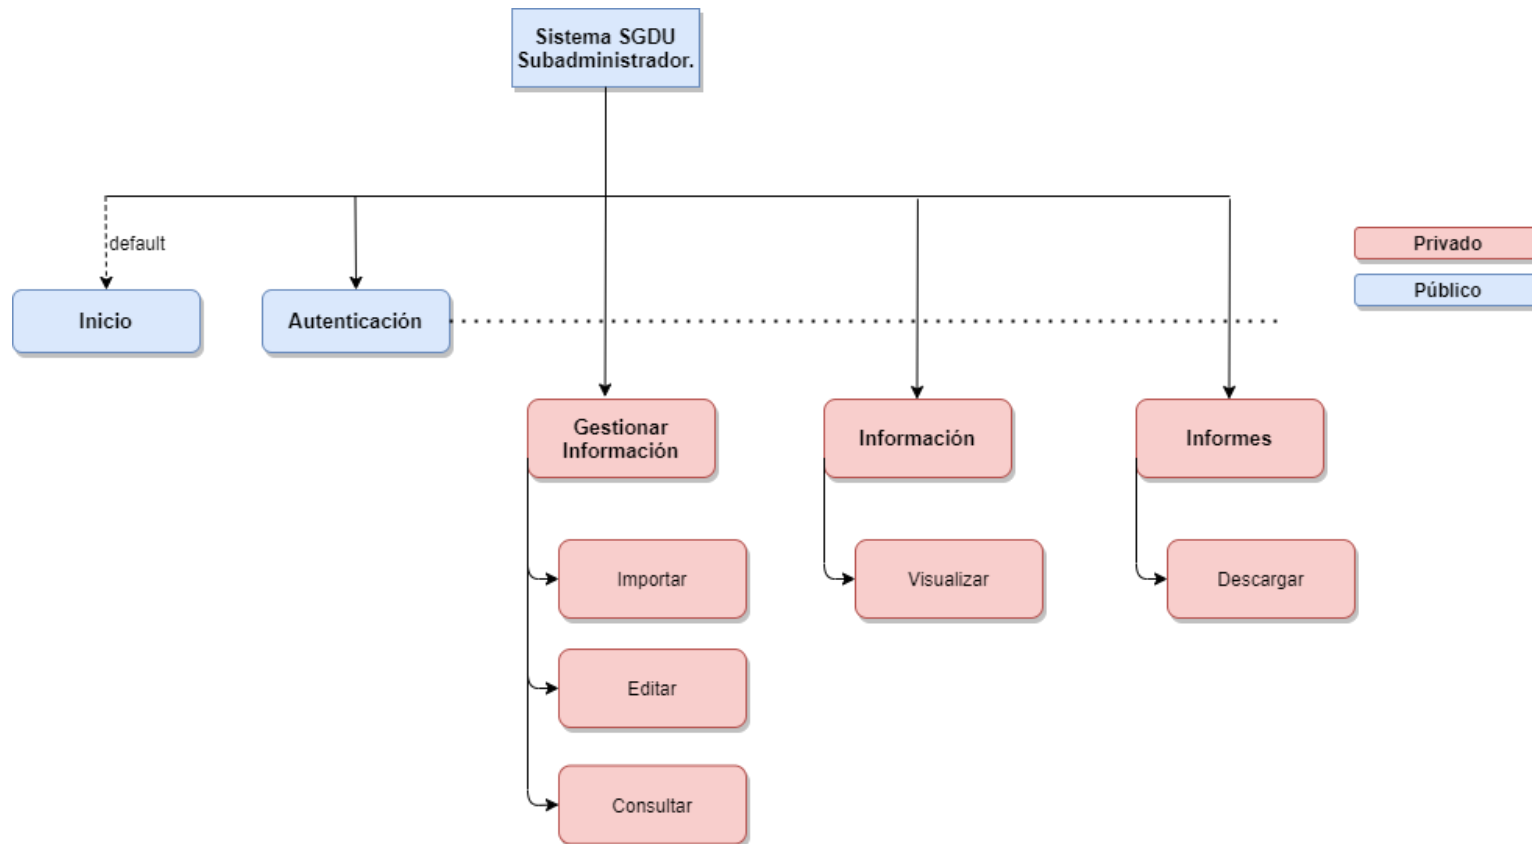 Sistema SGDU
Subadministrador.
default
Privado
Público
Inicio
Autenticación
Gestionar
Información
Información
Informes
Importar
Visualizar
Descargar
Editar
Consultar